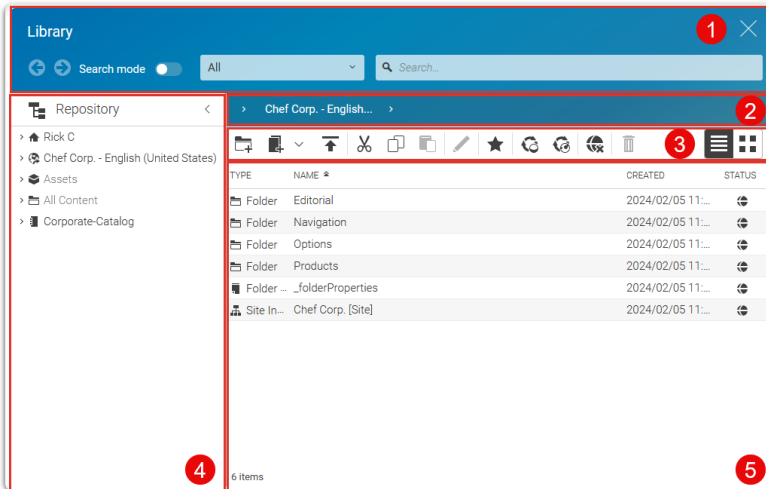 Library
1
Search mode
All
Search...
Repository
Chef Corp. - English...
2
3
Rick C
Chef Corp. - English (United States)
Assets
All Content
Corporate-Catalog
TYPE NAME CREATED STATUS
Folder Editorial 2024/02/05 11:...
Folder Navigation 2024/02/05 11:...
Folder Options 2024/02/05 11:...
Folder Products 2024/02/05 11:...
Folder ... _folderProperties 2024/02/05 11:...
Site In... Chef Corp. [Site] 2024/02/05 11:...
4
6 items
5